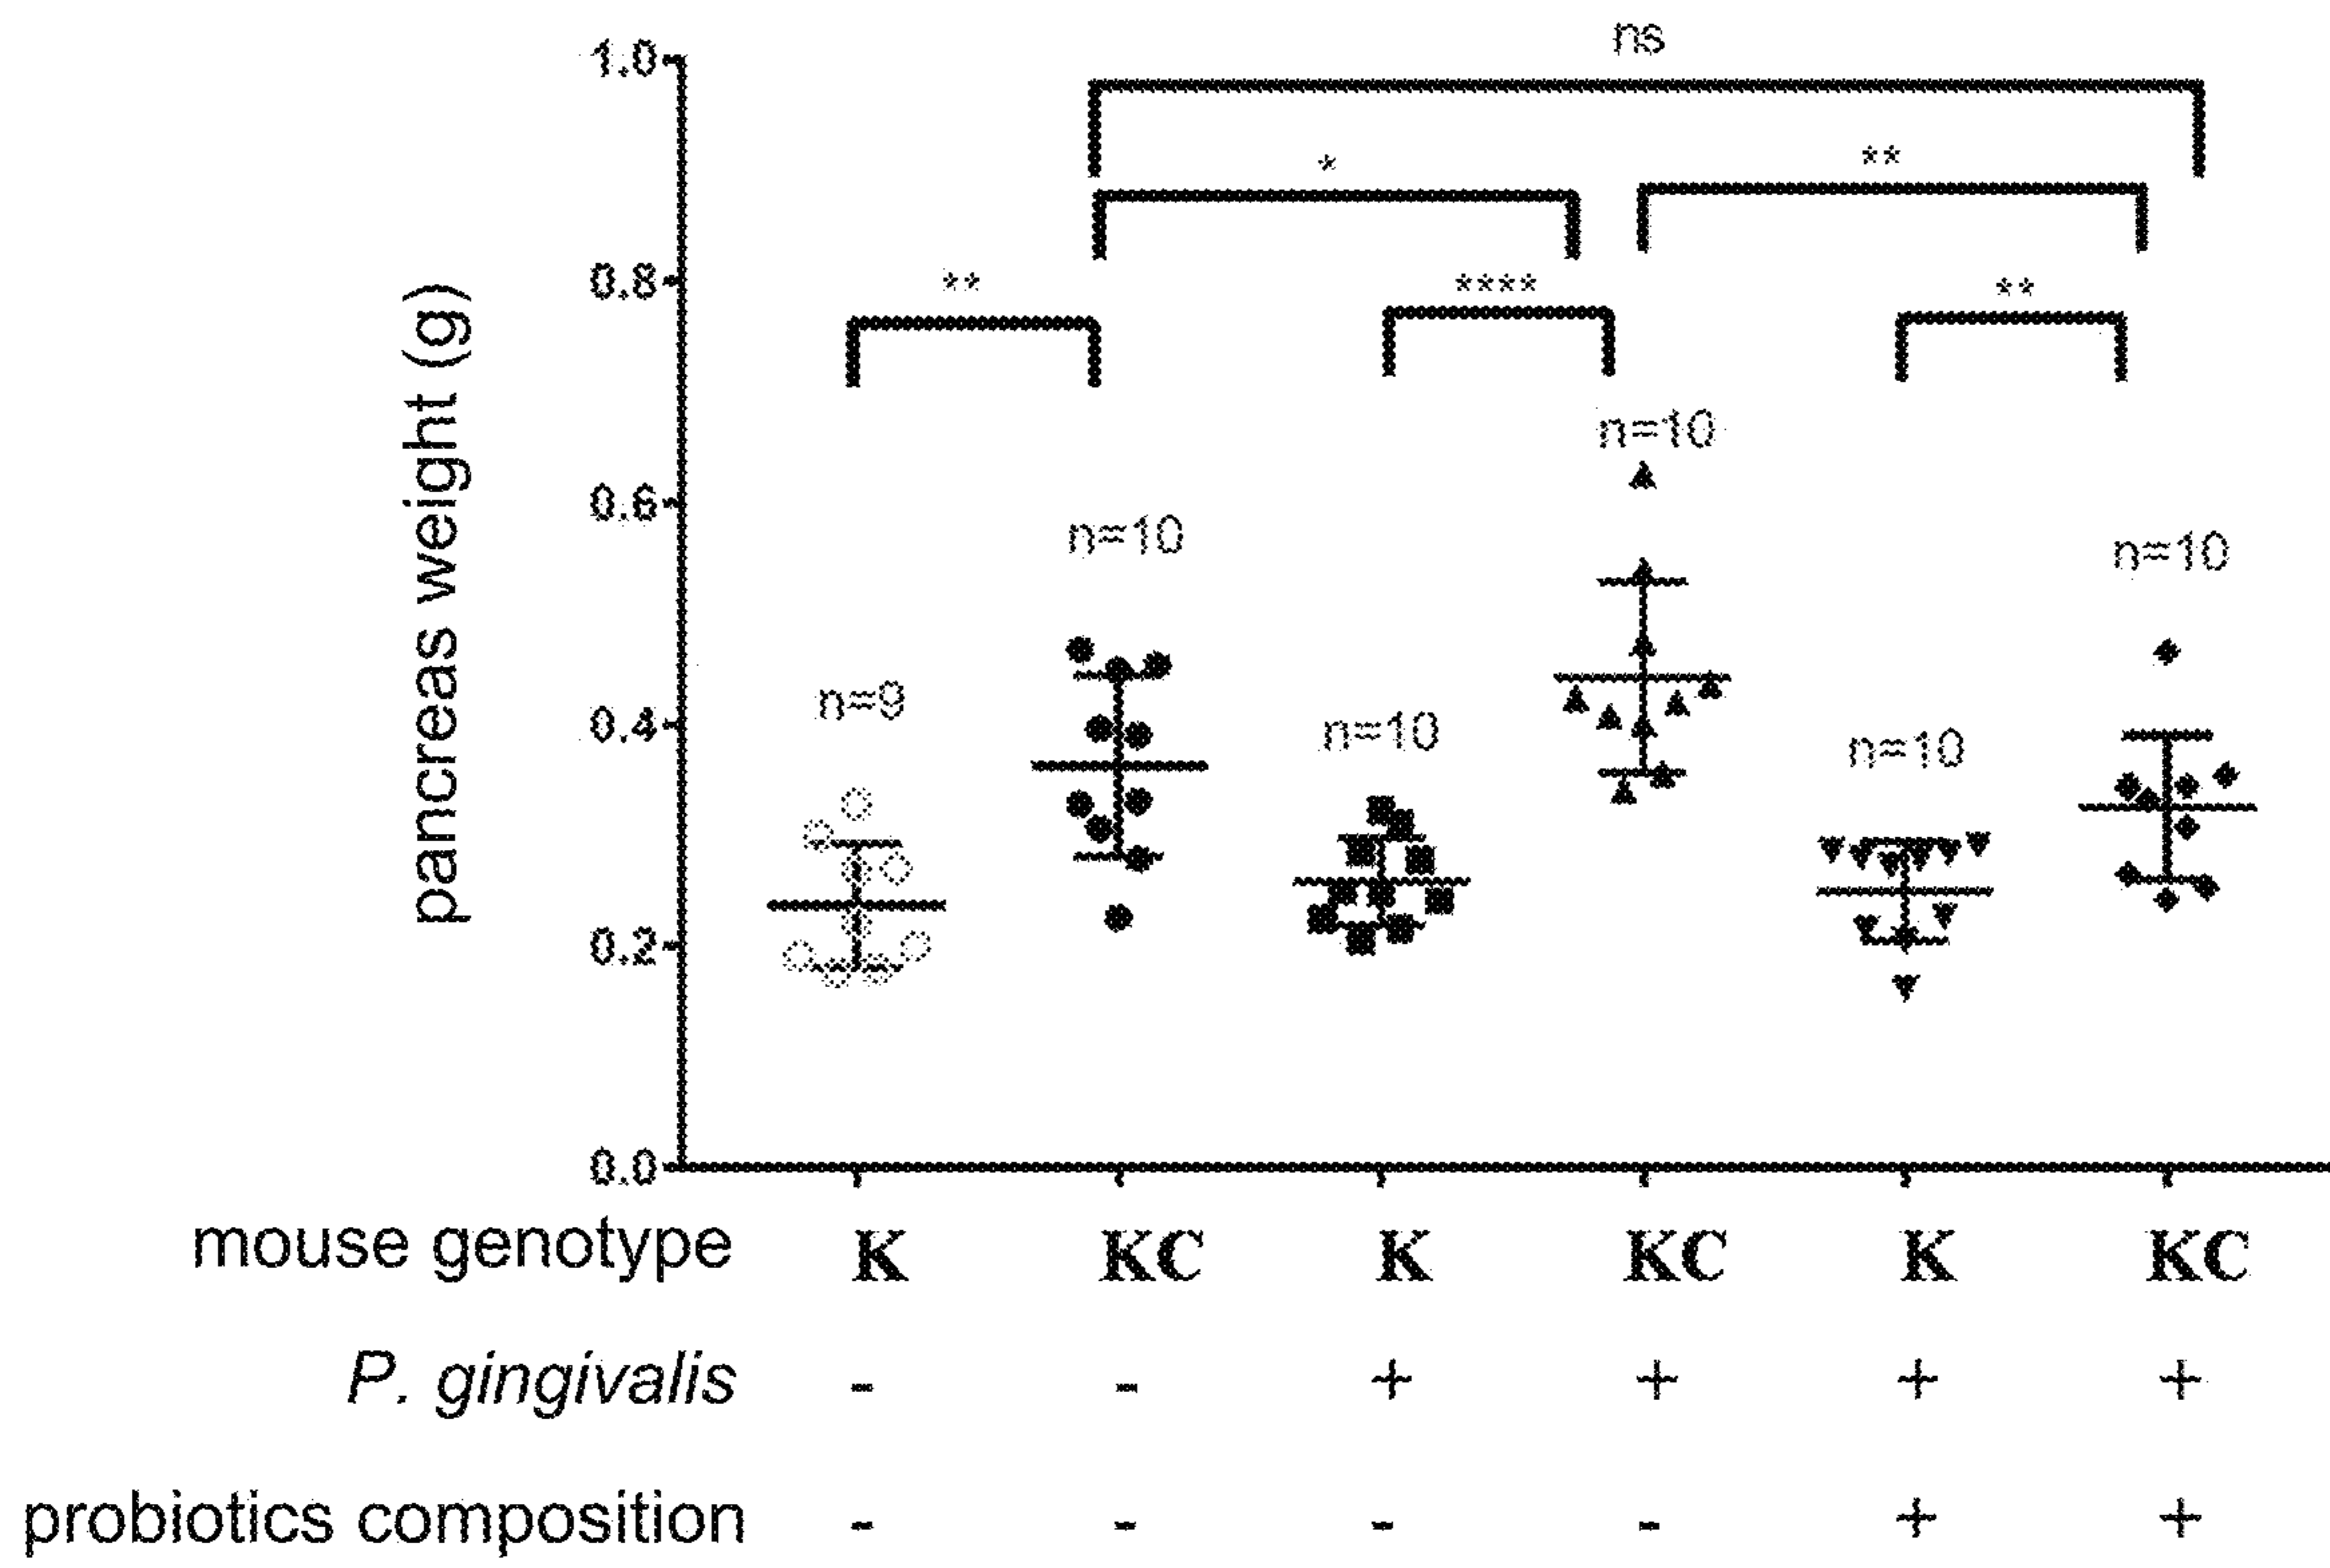 ns
1.0
* **
0.8 ** **** **
n=10
0.6
n=10 n=10
n=9
0.4 n=10 n=10
0.2
0.0
pancreas weight (g)
mouse genotype K KC K KC K KC
P. gingivalis - - + + + +
probiotics composition - - - - + +